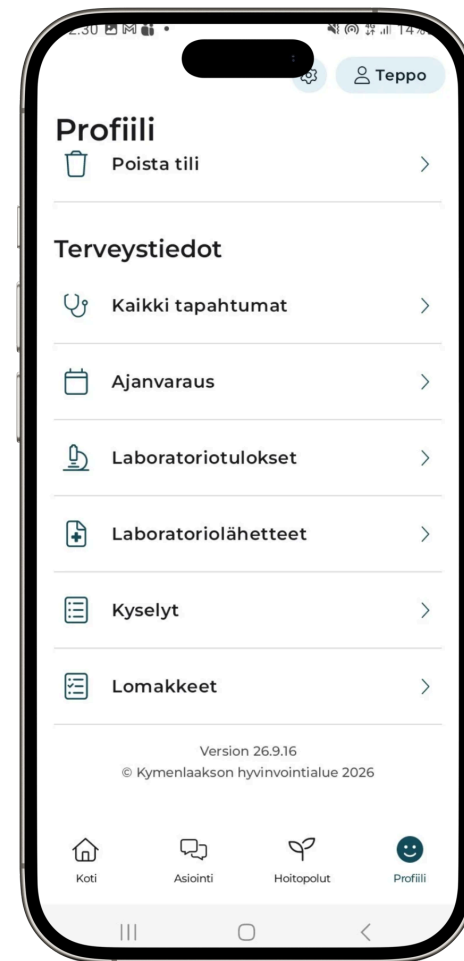 Teppo
Profiili
Poista tili
Terveystiedot
Kaikki tapahtumat
Ajanvaraus
Laboratoriotulokset
Laboratoriolähetteet
Kyselyt
Lomakkeet
Version 26.9.16
© Kymenlaakson hyvinvointialue 2026
Koti
Asiointi
Hoitopolut
Profiili